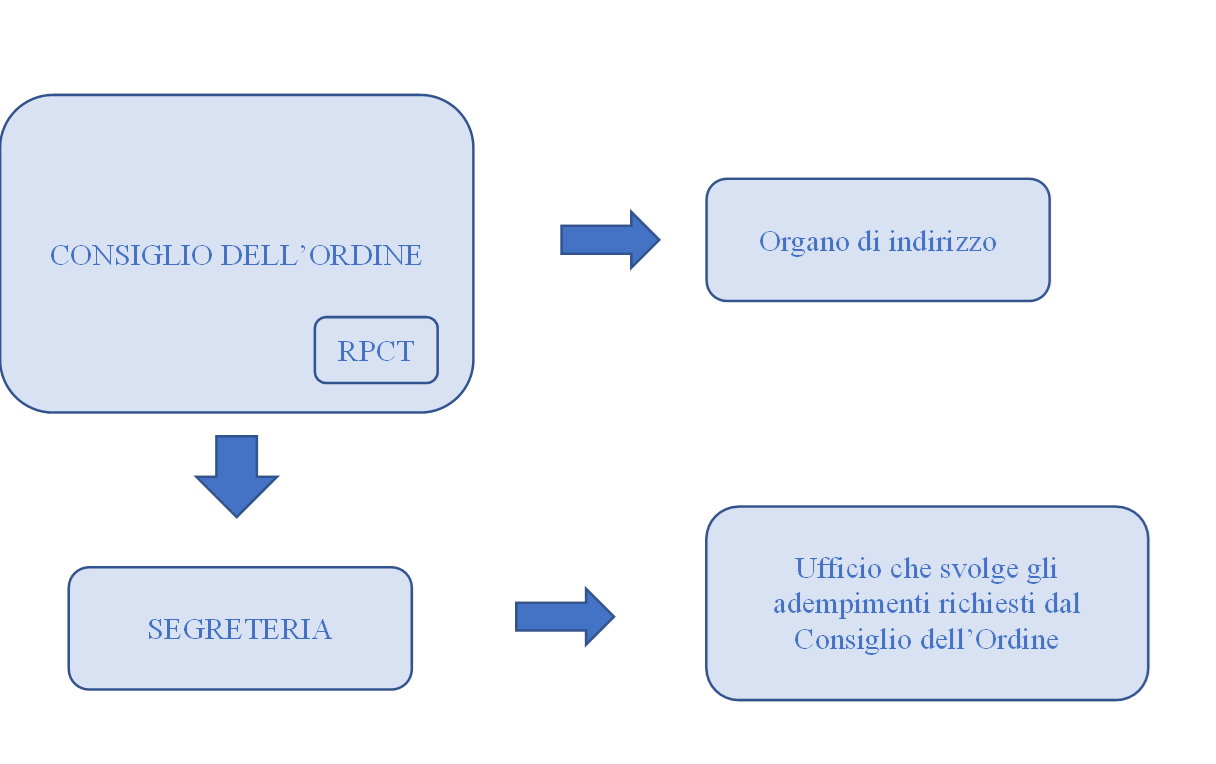 CONSIGLIO DELL’ORDINE
RPCT
Organo di indirizzo
SEGRETERIA
Ufficio che svolge gli
adempimenti richiesti dal
Consiglio dell’Ordine